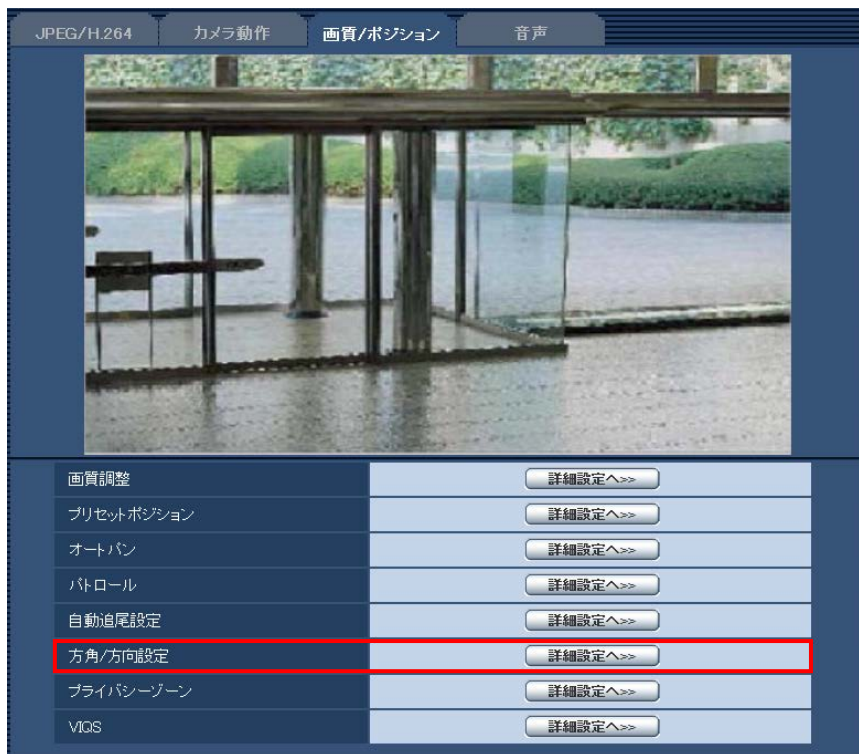 JPEG/H.264 カメラ動作 画質/ポジション 音声
画質調整 詳細設定へ>>
プリセットポジション 詳細設定へ>>
オートパン 詳細設定へ>>
パトロール 詳細設定へ>>
自動追尾設定 詳細設定へ>>
方角/方向設定 詳細設定へ>>
プライバシーゾーン 詳細設定へ>>
VIQS 詳細設定へ>>